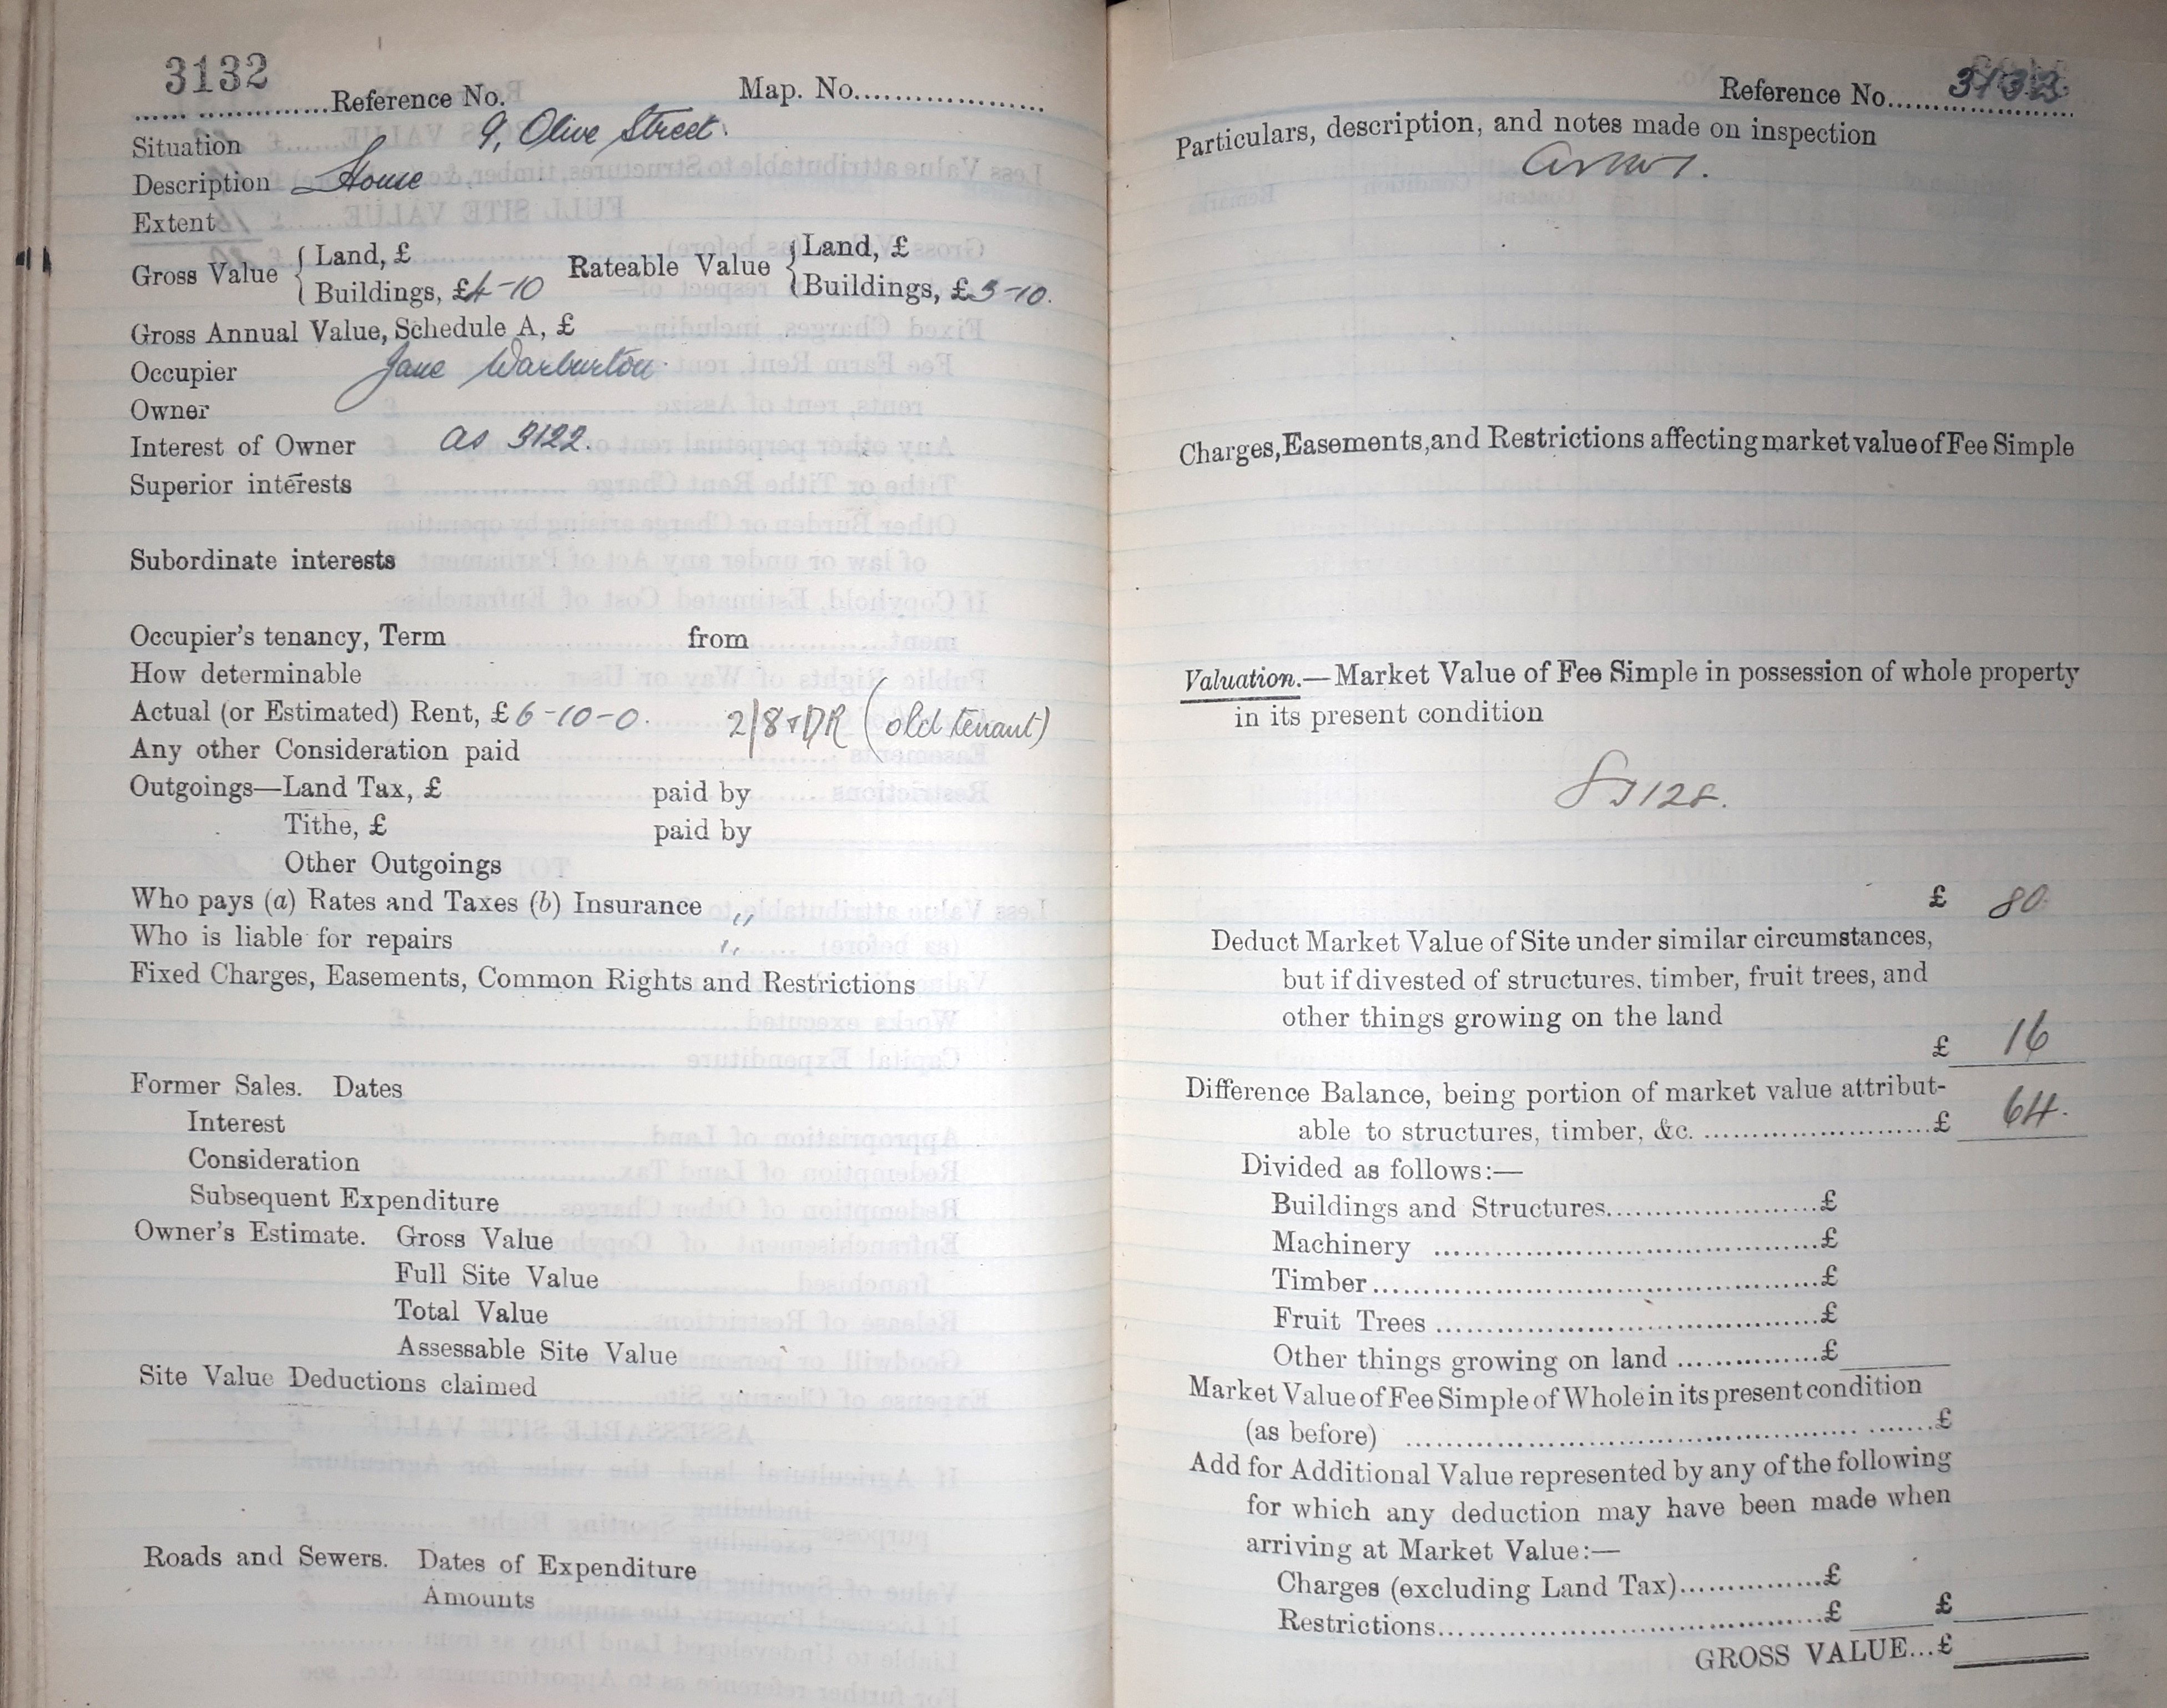 3132
Reference No.
Map. No.
Situation 9, Olive Street.
Description House
Extent
Gross Value { Land, £
Buildings, £4-10
Rateable Value { Land, £
Buildings, £3-10.
Gross Annual Value, Schedule A, £
Occupier Jane Warburton
Owner
Interest of Owner as 3122.
Superior interests
Subordinate interests
Occupier's tenancy, Term from
How determinable
Actual (or Estimated) Rent, £ 6-10-0. 2/8 + DR (old tenant)
Any other Consideration paid
Outgoings—Land Tax, £ paid by
Tithe, £ paid by
Other Outgoings
Who pays (a) Rates and Taxes (b) Insurance "
Who is liable for repairs "
Fixed Charges, Easements, Common Rights and Restrictions
Former Sales. Dates
Interest
Consideration
Subsequent Expenditure
Owner's Estimate. Gross Value
Full Site Value
Total Value
Assessable Site Value
Site Value Deductions claimed
Roads and Sewers. Dates of Expenditure
Amounts
Reference No.
Particulars, description, and notes made on inspection
Charges, Easements, and Restrictions affecting market value of Fee Simple
Valuation.—Market Value of Fee Simple in possession of whole property
in its present condition
£ 80
Deduct Market Value of Site under similar circumstances,
but if divested of structures, timber, fruit trees, and
other things growing on the land
£ 16
Difference Balance, being portion of market value attribut-
able to structures, timber, &c. £ 64.
Divided as follows:—
Buildings and Structures £
Machinery £
Timber £
Fruit Trees £
Other things growing on land £
Market Value of Fee Simple of Whole in its present condition
(as before) £
Add for Additional Value represented by any of the following
for which any deduction may have been made when
arriving at Market Value:—
Charges (excluding Land Tax) £
Restrictions £ £
GROSS VALUE...£